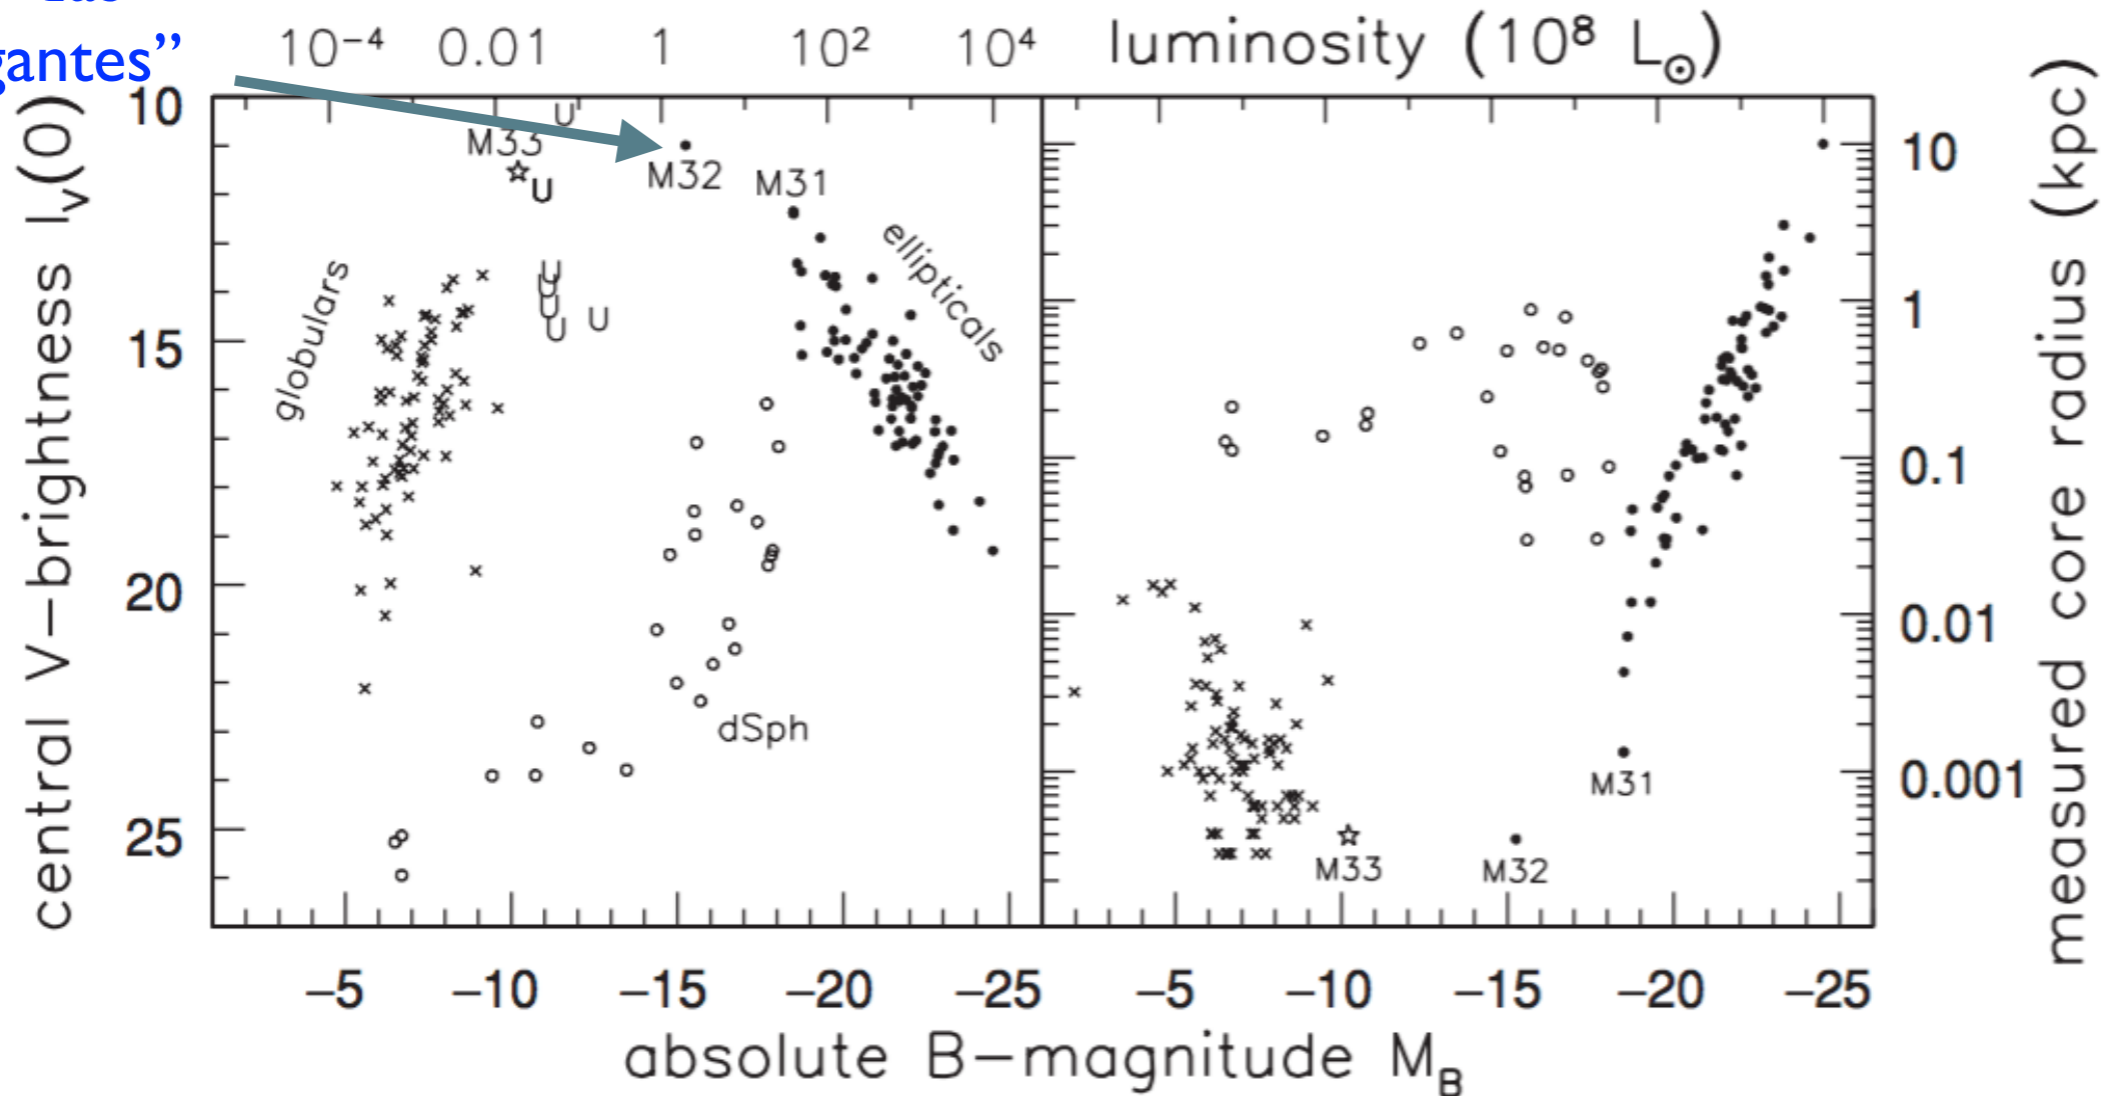 gantes”
10⁻⁴ 0.01 1 10² 10⁴ luminosity (10⁸ L⊙)
central V−brightness I_V(0)
10
15
20
25
globulars
M33
U
U
U
U
U
U
U
M32
M31
ellipticals
dSph
M31
M33
M32
10
1
0.1
0.01
0.001
measured core radius (kpc)
−5 −10 −15 −20 −25 −5 −10 −15 −20 −25
absolute B−magnitude M_B